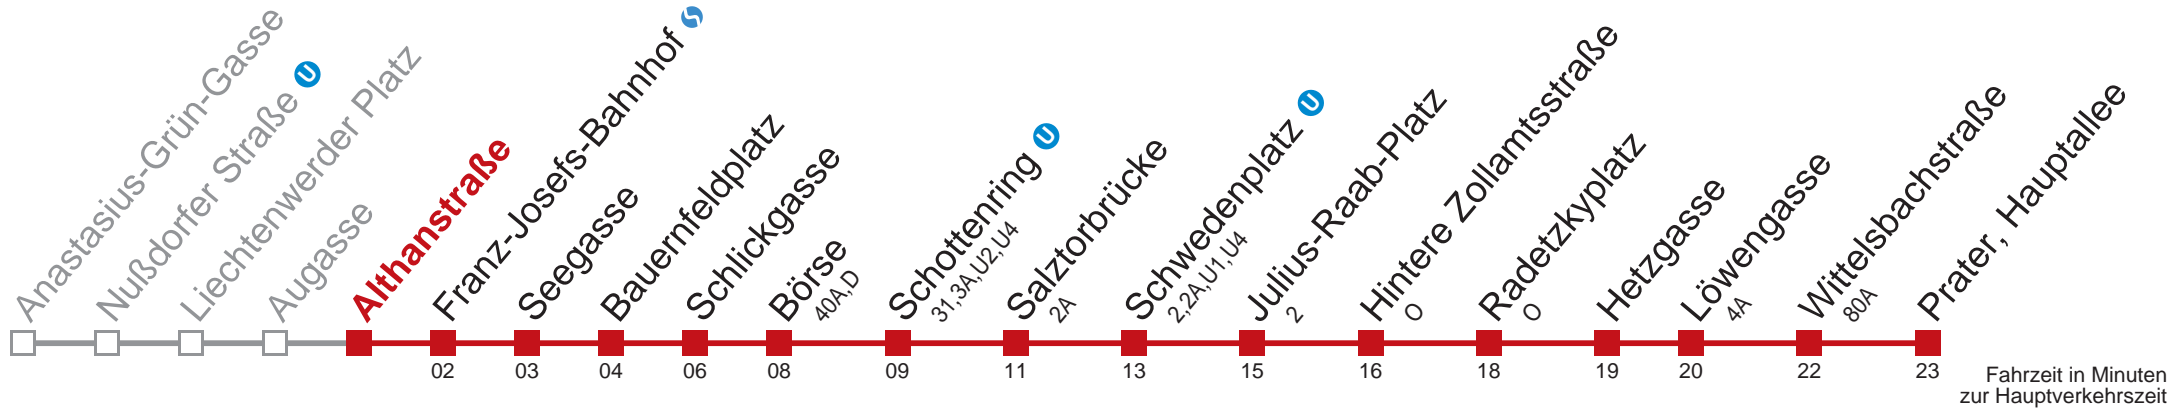 Anastasius-Grün-Gasse
Nußdorfer Straße U
Liechtenwerder Platz
Augasse
Althanstraße
Franz-Josefs-Bahnhof S
Seegasse
Bauernfeldplatz
Schlickgasse
Börse
40A,D
Schottenring U
31,3A,U2,U4
Salztorbrücke
2A
Schwedenplatz U
2,2A,U1,U4
Julius-Raab-Platz
2
Hintere Zollamtsstraße
O
Radetzkyplatz
O
Hetzgasse
Löwengasse
4A
Wittelsbachstraße
80A
Prater, Hauptallee
02 03 04 06 08 09 11 13 15 16 18 19 20 22 23
Fahrzeit in Minuten
zur Hauptverkehrszeit